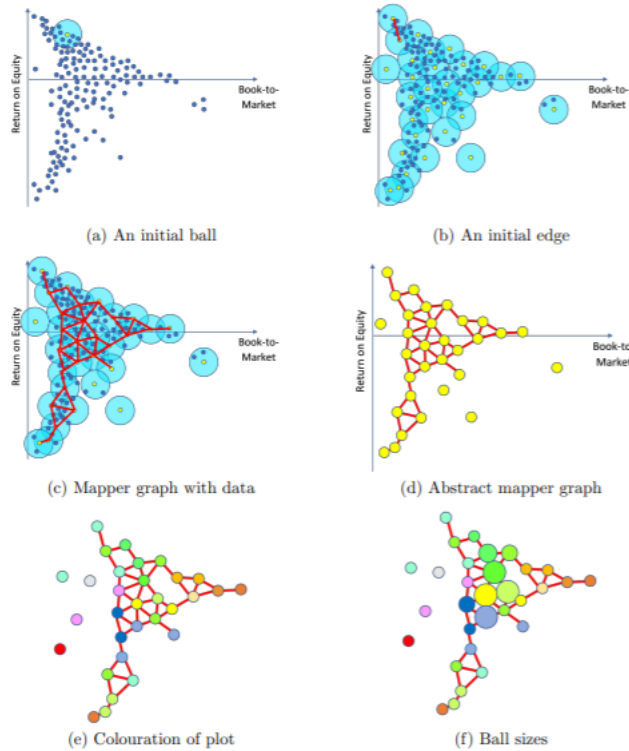 Return on Equity
Book-to-
Market
(a) An initial ball
Return on Equity
Book-to-
Market
(b) An initial edge
Return on Equity
Book-to-
Market
(c) Mapper graph with data
Return on Equity
Book-to-
Market
(d) Abstract mapper graph
(e) Colouration of plot
(f) Ball sizes